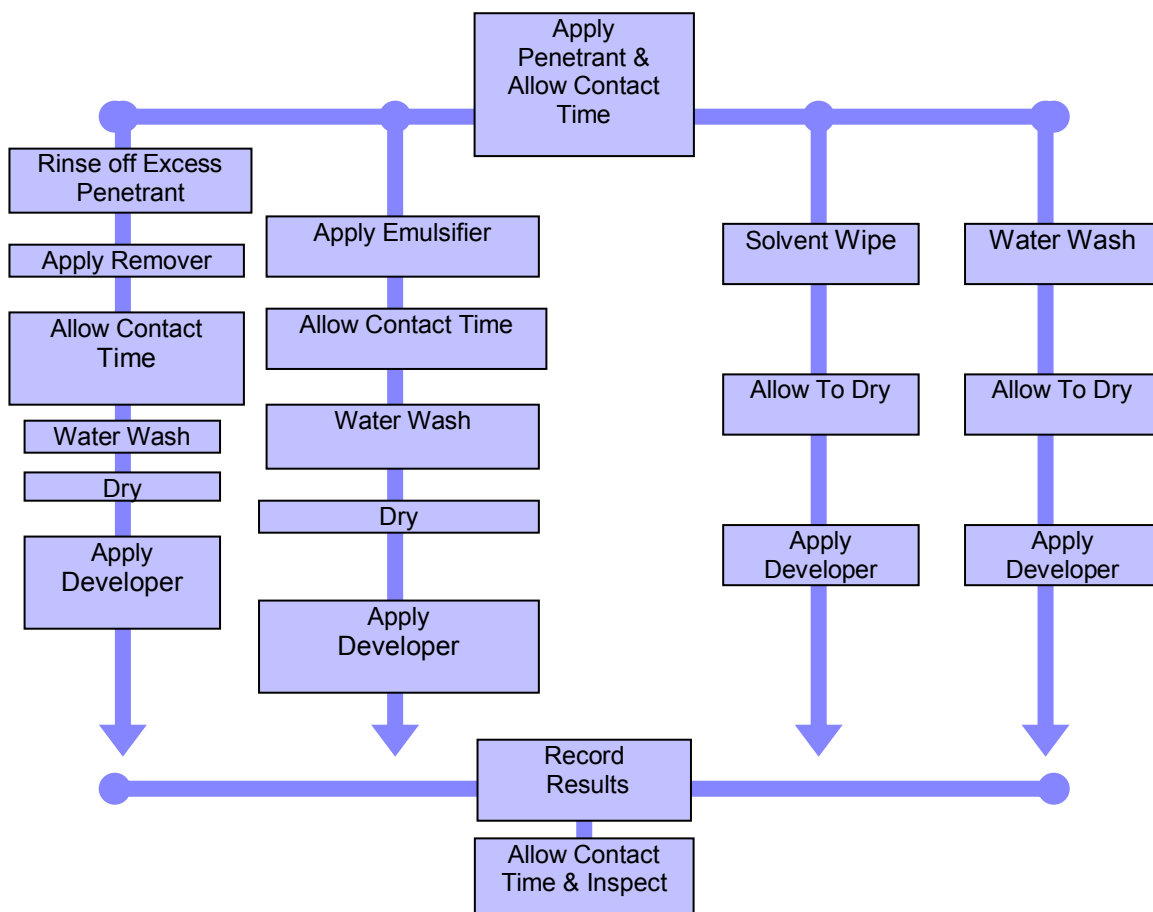 Apply
Penetrant &
Allow Contact
Time
Rinse off Excess
Penetrant
Apply Remover
Allow Contact
Time
Water Wash
Dry
Apply
Developer
Apply Emulsifier
Allow Contact Time
Water Wash
Dry
Apply
Developer
Solvent Wipe
Allow To Dry
Apply
Developer
Water Wash
Allow To Dry
Apply
Developer
Record
Results
Allow Contact
Time & Inspect